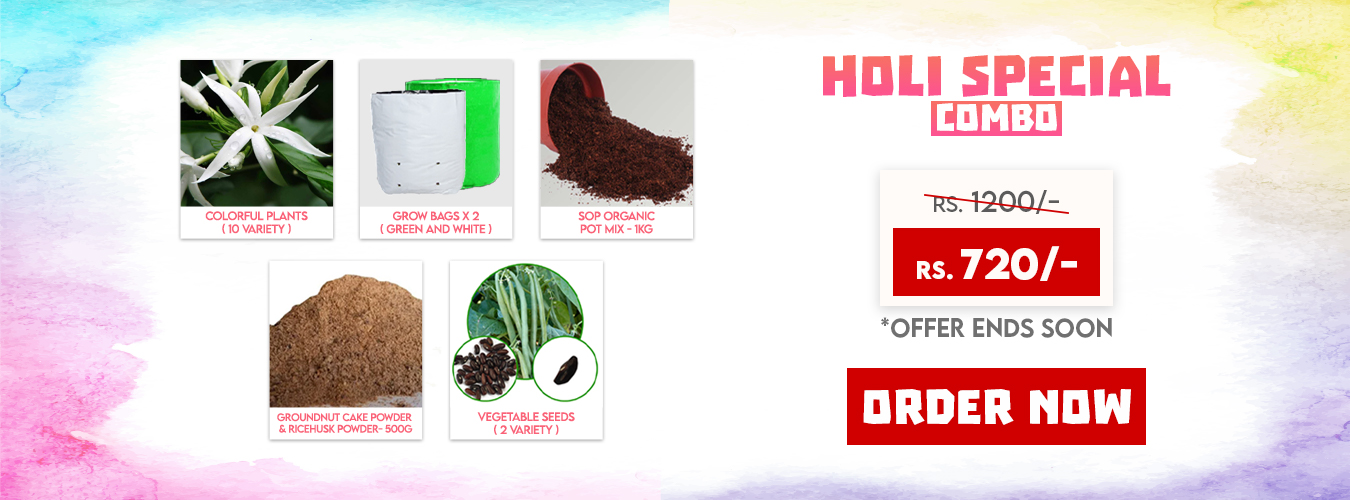 COLORFUL PLANTS
( 10 VARIETY )
GROW BAGS X 2
( GREEN AND WHITE )
SOP ORGANIC
POT MIX - 1KG
GROUNDNUT CAKE POWDER
& RICEHUSK POWDER- 500G
VEGETABLE SEEDS
( 2 VARIETY )
HOLI SPECIAL
COMBO
RS. 1200/-
RS. 720/-
*OFFER ENDS SOON
ORDER NOW